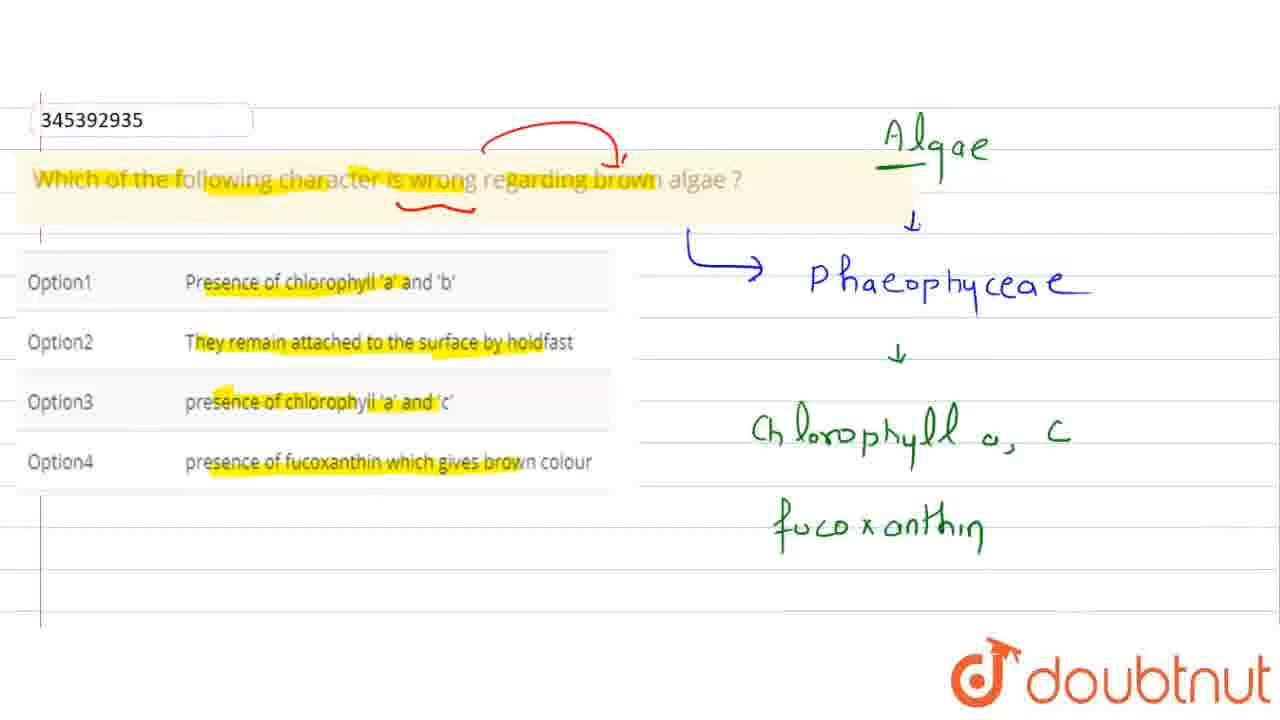 345392935
Which of the following character is wrong regarding brown algae ?
Option1 Presence of chlorophyll 'a' and 'b'
Option2 They remain attached to the surface by holdfast
Option3 presence of chlorophyll 'a' and 'c'
Option4 presence of fucoxanthin which gives brown colour
Algae
Phaeophyceae
Chlorophyll a, c
fucoxanthin
doubtnut